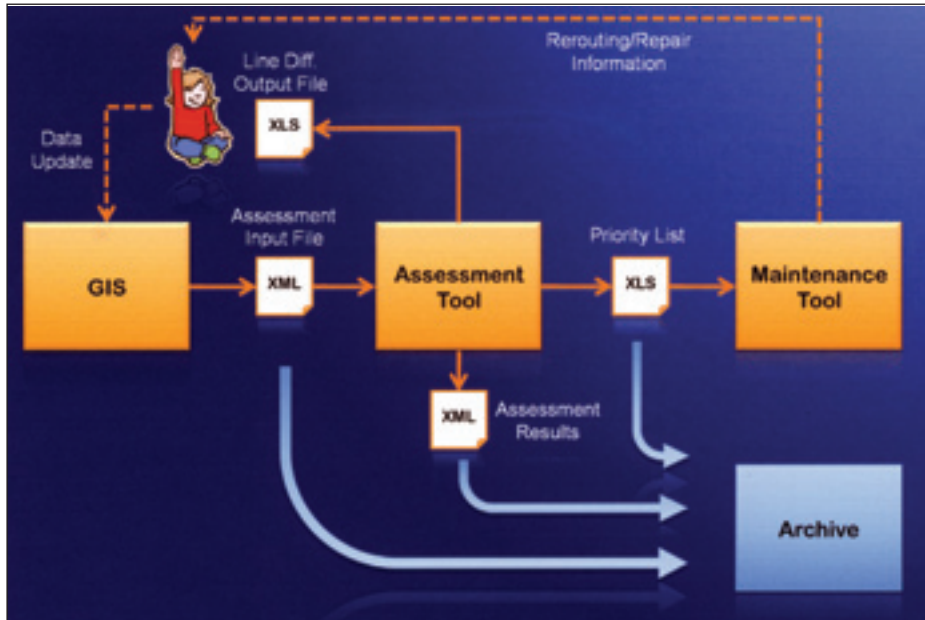 Rerouting/Repair
Information
Line Diff.
Output File
XLS
Data
Update
Assessment
Input File
Priority List
GIS
XML
Assessment
Tool
XLS
Maintenance
Tool
XML
Assessment
Results
Archive